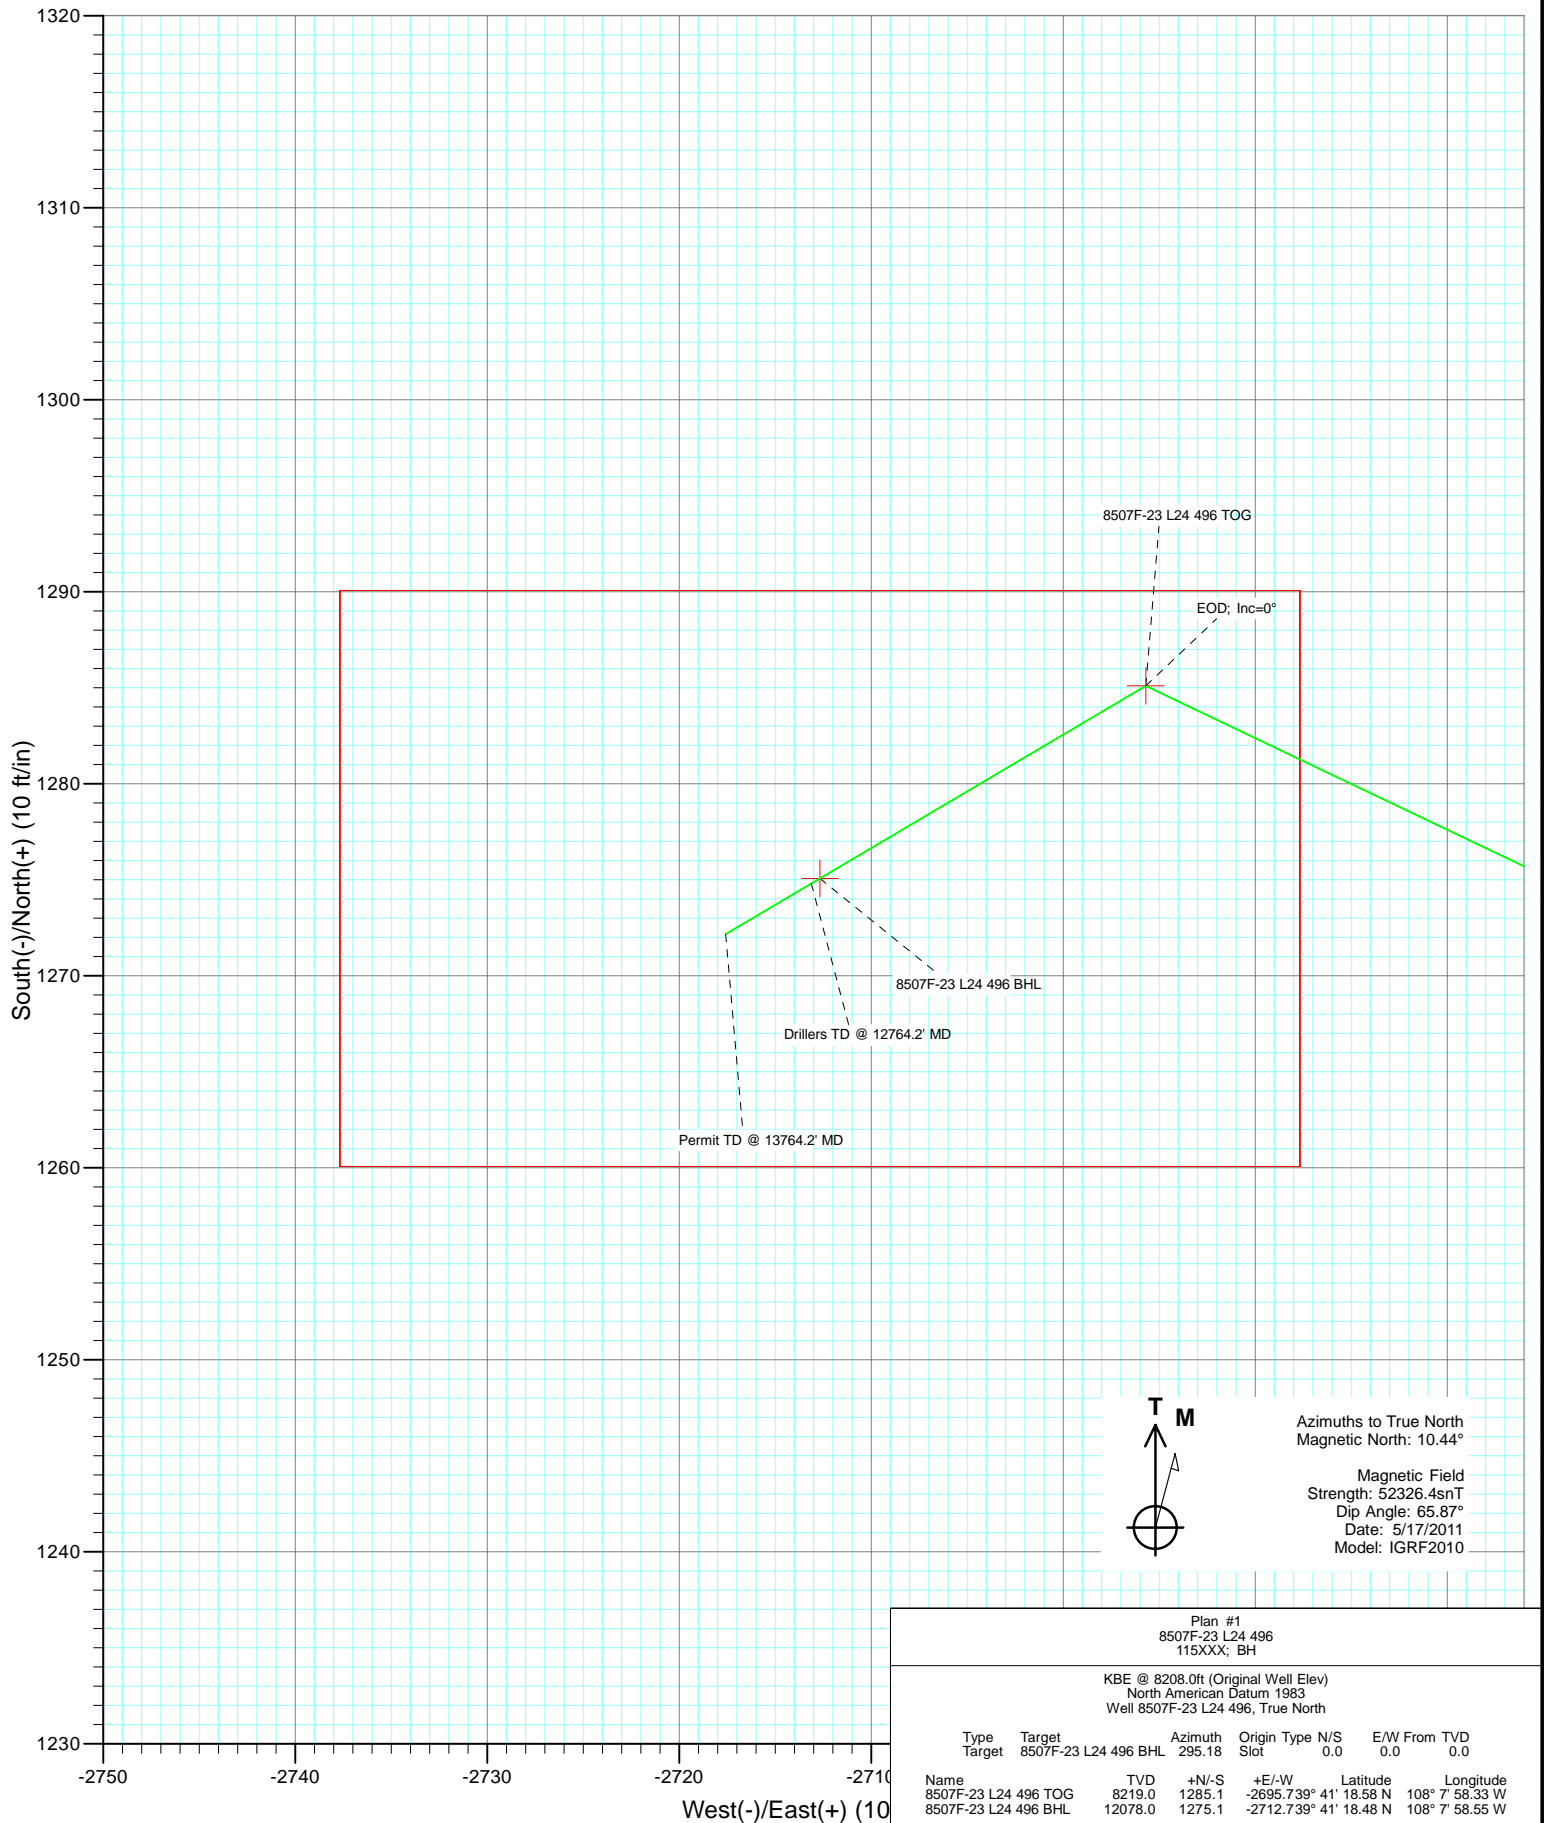 1320
1310
1300
8507F-23 L24 496 TOG
1290
EOD; Inc=0°
South(-)/North(+) (10 ft/in)
1280
1270
8507F-23 L24 496 BHL
Drillers TD @ 12764.2' MD
Permit TD @ 13764.2' MD
1260
1250
T
M
Azimuths to True North
Magnetic North: 10.44°
Magnetic Field
Strength: 52326.4snT
Dip Angle: 65.87°
Date: 5/17/2011
Model: IGRF2010
1240
1230
-2750 -2740 -2730 -2720 -2710
West(-)/East(+) (10
Plan #1
8507F-23 L24 496
115XXX; BH
KBE @ 8208.0ft (Original Well Elev)
North American Datum 1983
Well 8507F-23 L24 496, True North
Type Target Azimuth Origin Type N/S E/W From TVD
Target 8507F-23 L24 496 BHL 295.18 Slot 0.0 0.0 0.0
Name TVD +N/-S +E/-W Latitude Longitude
8507F-23 L24 496 TOG 8219.0 1285.1 -2695.739° 41' 18.58 N 108° 7' 58.33 W
8507F-23 L24 496 BHL 12078.0 1275.1 -2712.739° 41' 18.48 N 108° 7' 58.55 W